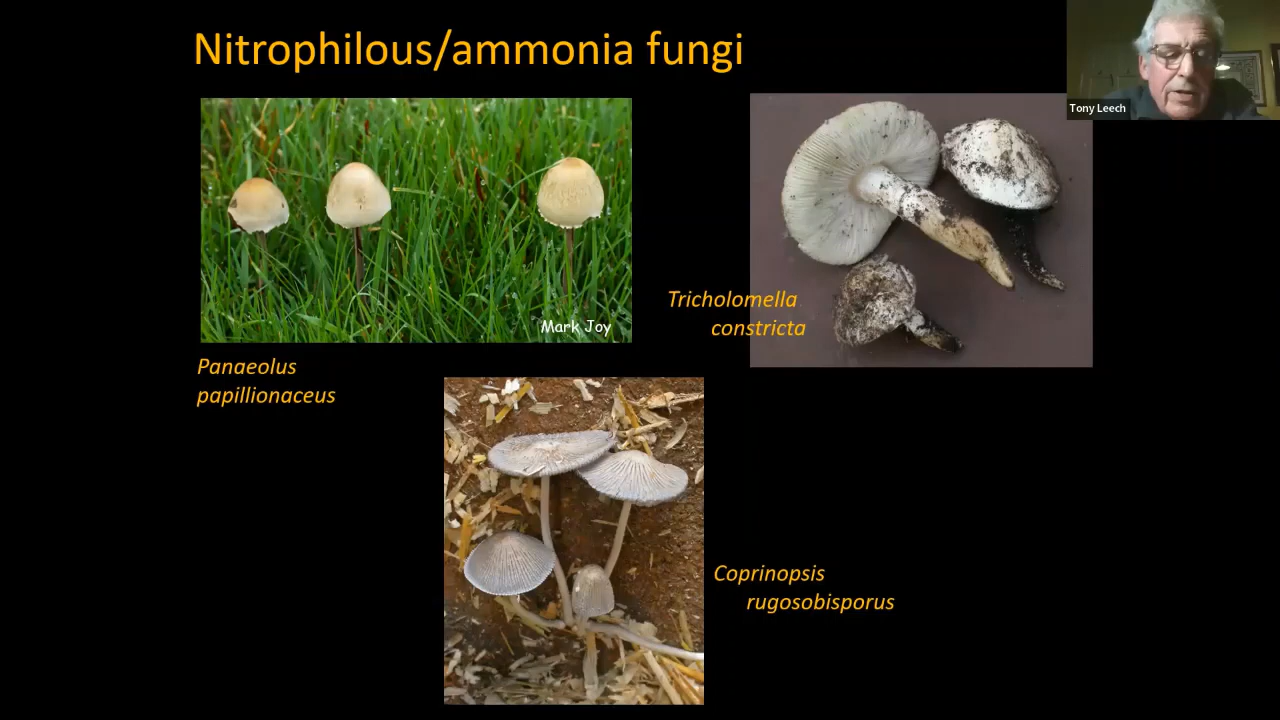 Nitrophilous/ammonia fungi
Tony Leech
Mark Joy
Tricholomella
constricta
Panaeolus
papillionaceus
Coprinopsis
rugosobisporus